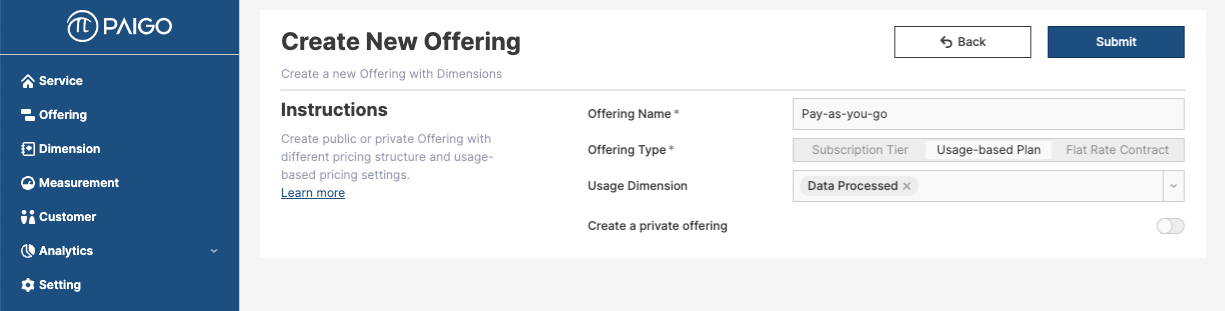 PAIGO
Service
Offering
Dimension
Measurement
Customer
Analytics
Setting
Create New Offering
Back
Submit
Create a new Offering with Dimensions
Instructions
Create public or private Offering with
different pricing structure and usage-
based pricing settings.
Learn more
Offering Name *
Pay-as-you-go
Offering Type *
Subscription Tier
Usage-based Plan
Flat Rate Contract
Usage Dimension
Data Processed ×
Create a private offering